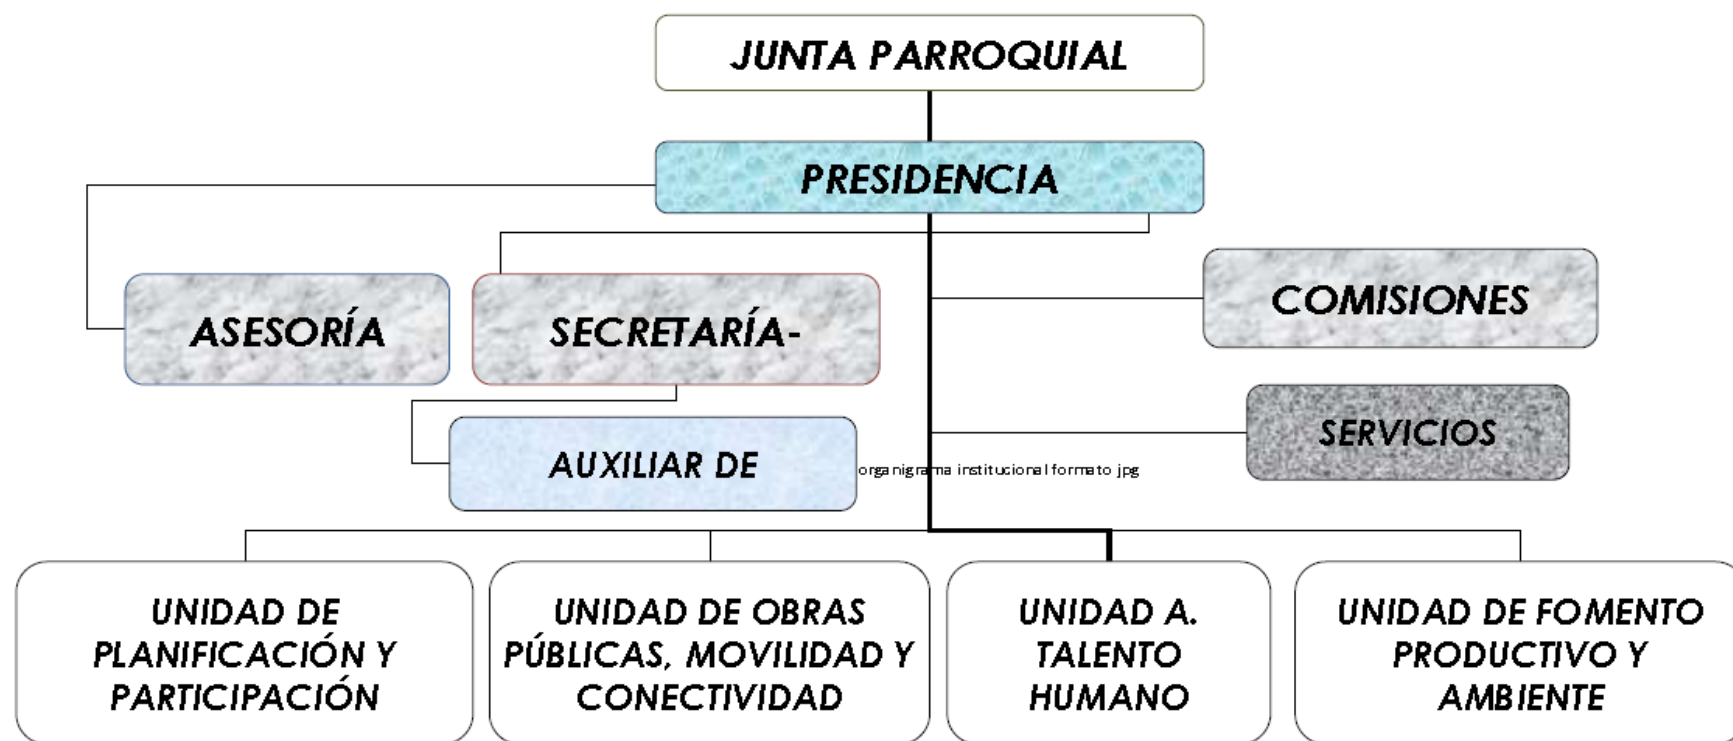 JUNTA PARROQUIAL
PRESIDENCIA
ASESORÍA
SECRETARÍA-
COMISIONES
SERVICIOS
AUXILIAR DE
organigrama institucional formato jpg
UNIDAD DE
PLANIFICACIÓN Y
PARTICIPACIÓN
UNIDAD DE OBRAS
PÚBLICAS, MOVILIDAD Y
CONECTIVIDAD
UNIDAD A.
TALENTO
HUMANO
UNIDAD DE FOMENTO
PRODUCTIVO Y
AMBIENTE